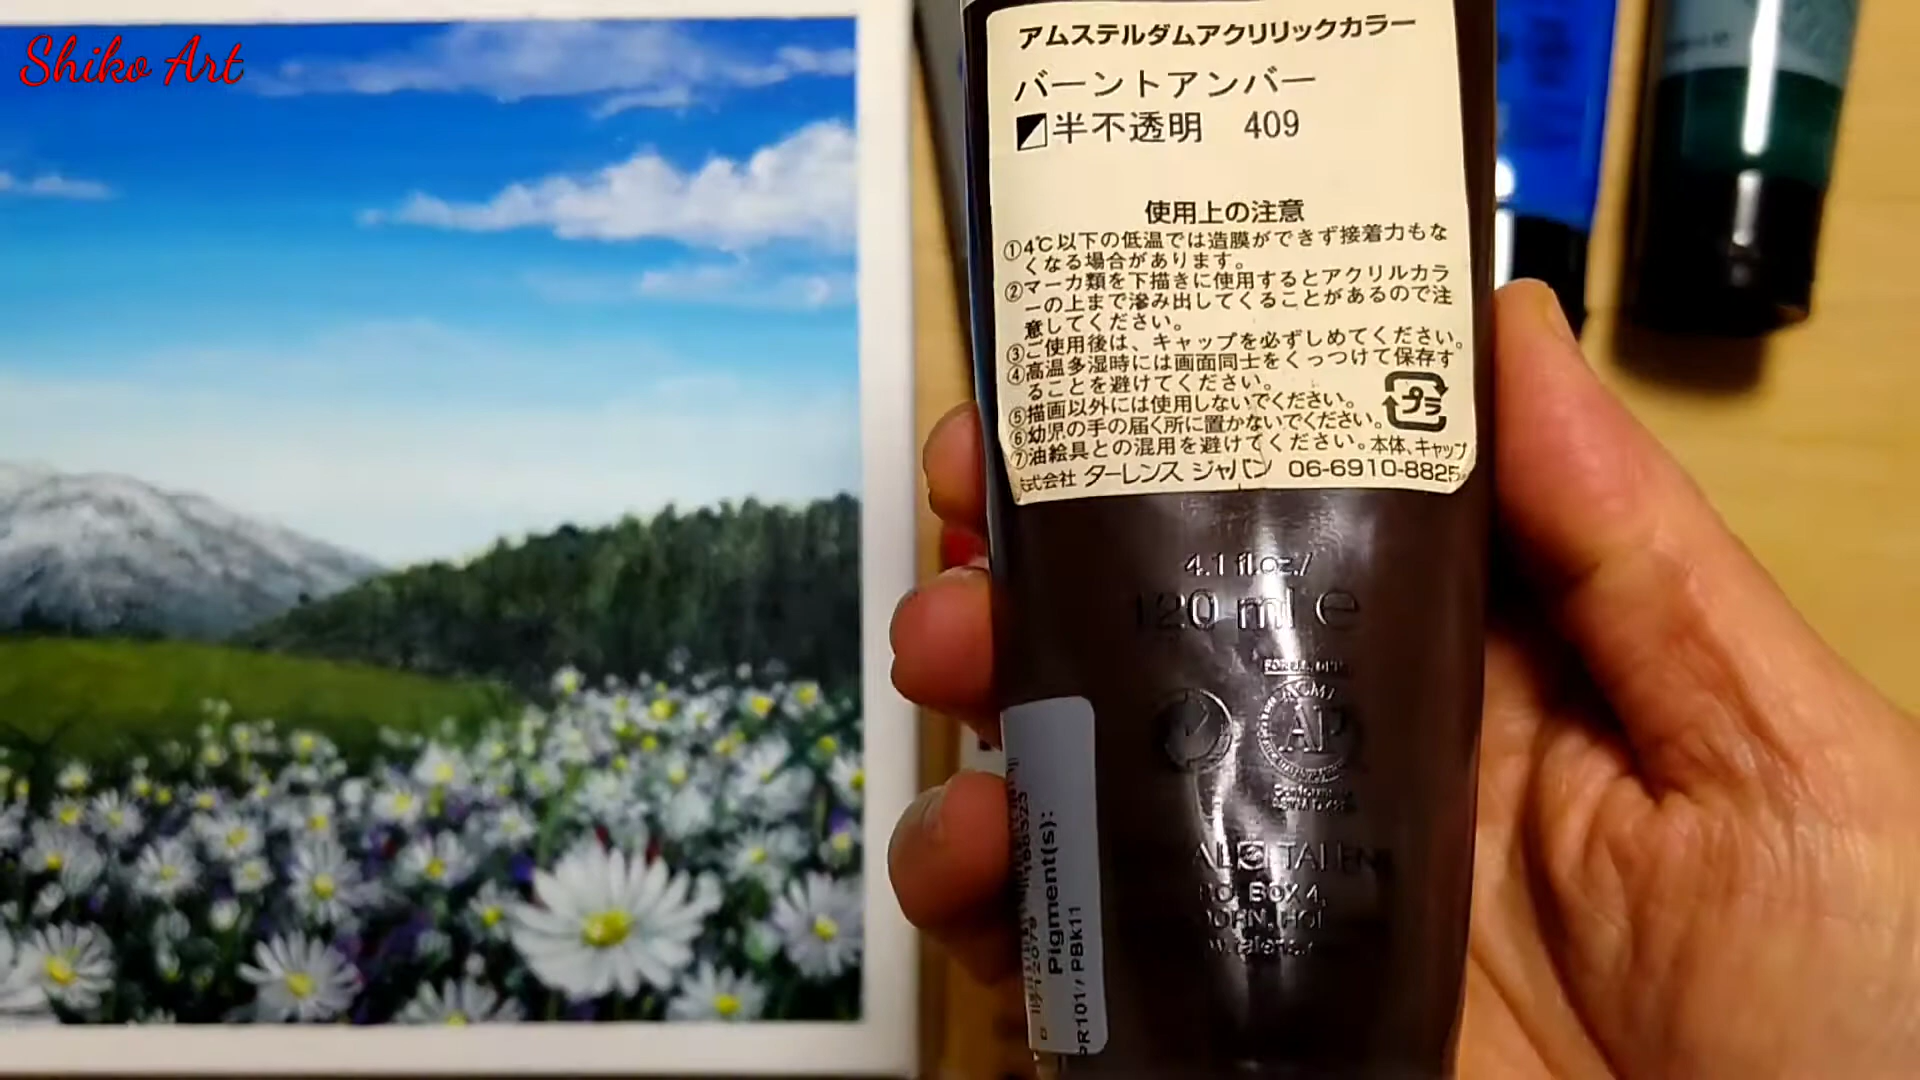 Shiko Art
アムステルダムアクリリックカラー
バーントアンバー
半不透明 409
使用上の注意
①4℃以下の低温では造膜ができず接着力もな
くなる場合があります。
②マーカ類を下描きに使用するとアクリルカラ
ーの上まで滲み出してくることがあるので注
意してください。
③ご使用後は、キャップを必ずしめてください。
④高温多湿時には画面同士をくっつけて保存す
ることを避けてください。
⑤描画以外には使用しないでください。
⑥幼児の手の届く所に置かないでください。
プラ
⑦油絵具との混用を避けてください。本体、キャップ
式会社 ターレンス ジャパン 06-6910-8825
4.1 fl.oz./
120 ml e
AP
TALENS
BOX 4,
Pigment(s):
PR101/ PBk11